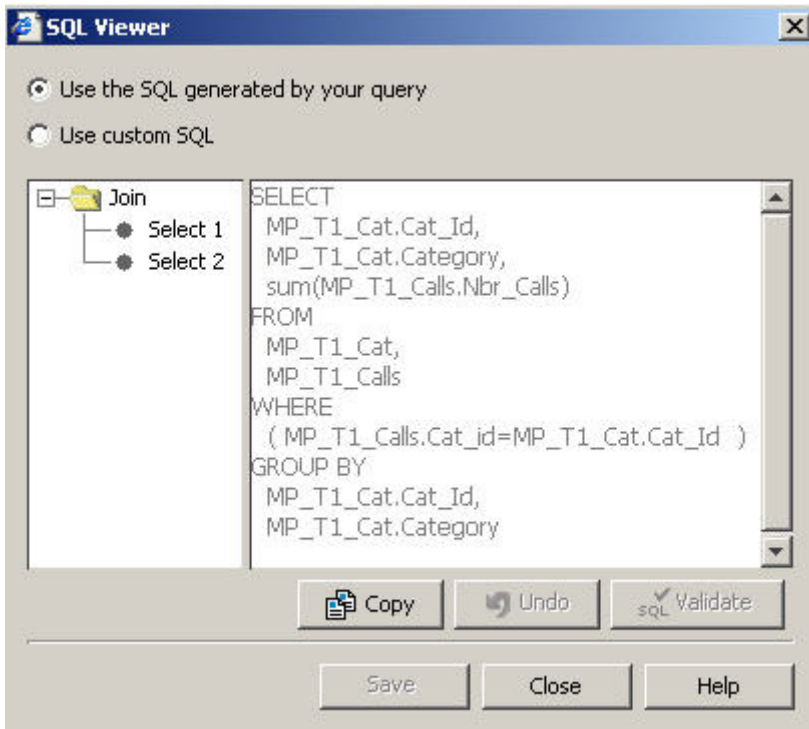 SQL Viewer
Use the SQL generated by your query
Use custom SQL
Join
Select 1
Select 2
SELECT
MP_T1_Cat.Cat_Id,
MP_T1_Cat.Category,
sum(MP_T1_Calls.Nbr_Calls)
FROM
MP_T1_Cat,
MP_T1_Calls
WHERE
( MP_T1_Calls.Cat_id=MP_T1_Cat.Cat_Id )
GROUP BY
MP_T1_Cat.Cat_Id,
MP_T1_Cat.Category
Copy
Undo
SQL Validate
Save
Close
Help